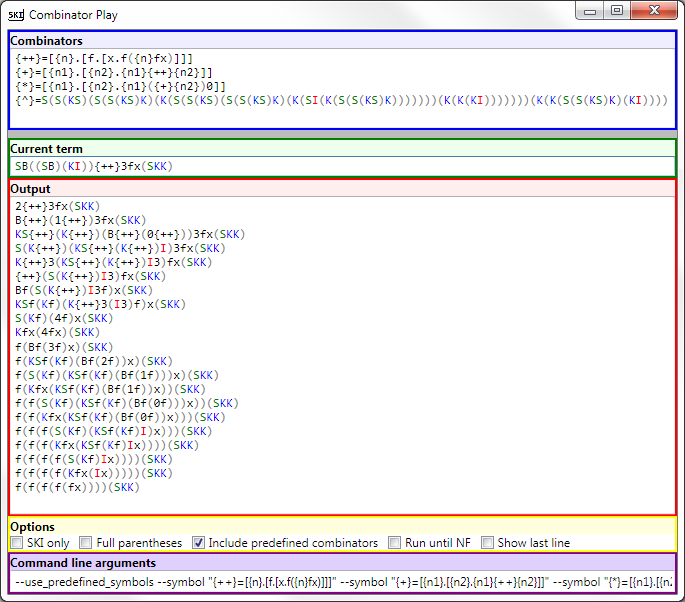 SKI Combinator Play
Combinators
{++}=[{n}.[f.[x.f({n}fx)]]]
{+}=[{n1}.[{n2}.{n1}{++}{n2}]]
{*}=[{n1}.[{n2}.{n1}({+}{n2})0]]
{^}=S(S(KS)(S(S(KS)K)(K(S(S(KS)(S(S(KS)K)(K(SI(K(S(S(KS)K)))))))(K(K(KI)))))))(K(K(S(S(KS)K)(KI))))
Current term
SB((SB)(KI)){++}3fx(SKK)
Output
2{++}3fx(SKK)
B{++}(1{++})3fx(SKK)
KS{++}(K{++})(B{++}(0{++}))3fx(SKK)
S(K{++})(KS{++}(K{++})I)3fx(SKK)
K{++}3(KS{++}(K{++})I3)fx(SKK)
{++}(S(K{++})I3)fx(SKK)
Bf(S(K{++})I3f)x(SKK)
KSf(Kf)(K{++}3(I3)f)x(SKK)
S(Kf)(4f)x(SKK)
Kfx(4fx)(SKK)
f(Bf(3f)x)(SKK)
f(KSf(Kf)(Bf(2f))x)(SKK)
f(S(Kf)(KSf(Kf)(Bf(1f)))x)(SKK)
f(Kfx(KSf(Kf)(Bf(1f))x))(SKK)
f(f(S(Kf)(KSf(Kf)(Bf(0f)))x))(SKK)
f(f(Kfx(KSf(Kf)(Bf(0f))x)))(SKK)
f(f(f(S(Kf)(KSf(Kf)I)x)))(SKK)
f(f(f(Kfx(KSf(Kf)Ix))))(SKK)
f(f(f(f(S(Kf)Ix))))(SKK)
f(f(f(f(Kfx(Ix)))))(SKK)
f(f(f(f(fx))))(SKK)
Options
SKI only Full parentheses Include predefined combinators Run until NF Show last line
Command line arguments
--use_predefined_symbols --symbol "{++}=[{n}.[f.[x.f({n}fx)]]]" --symbol "{+}=[{n1}.[{n2}.{n1}{++}{n2}]]" --symbol "{*}=[{n1}.[{n2